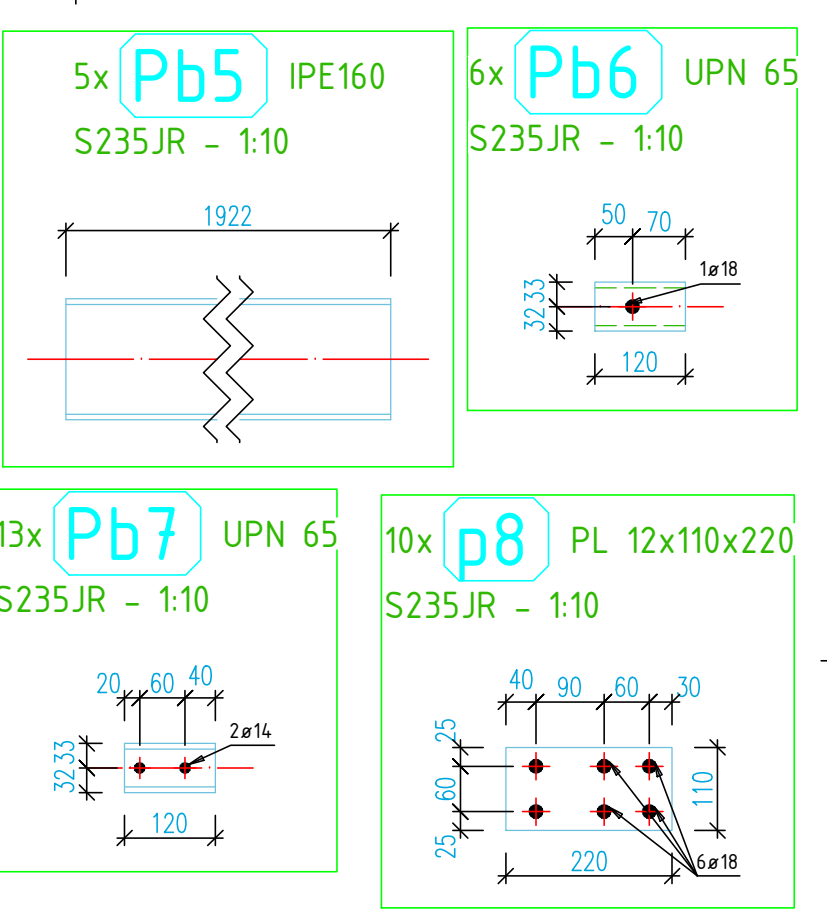 5x Pb5 IPE160
S235JR - 1:10
1922
6x Pb6 UPN 65
S235JR - 1:10
50 70
1ø18
33
32
120
13x Pb7 UPN 65
S235JR - 1:10
20 60 40
2ø14
33
32
120
10x p8 PL 12x110x220
S235JR - 1:10
40 90 60 30
25
60
25
110
220
6ø18